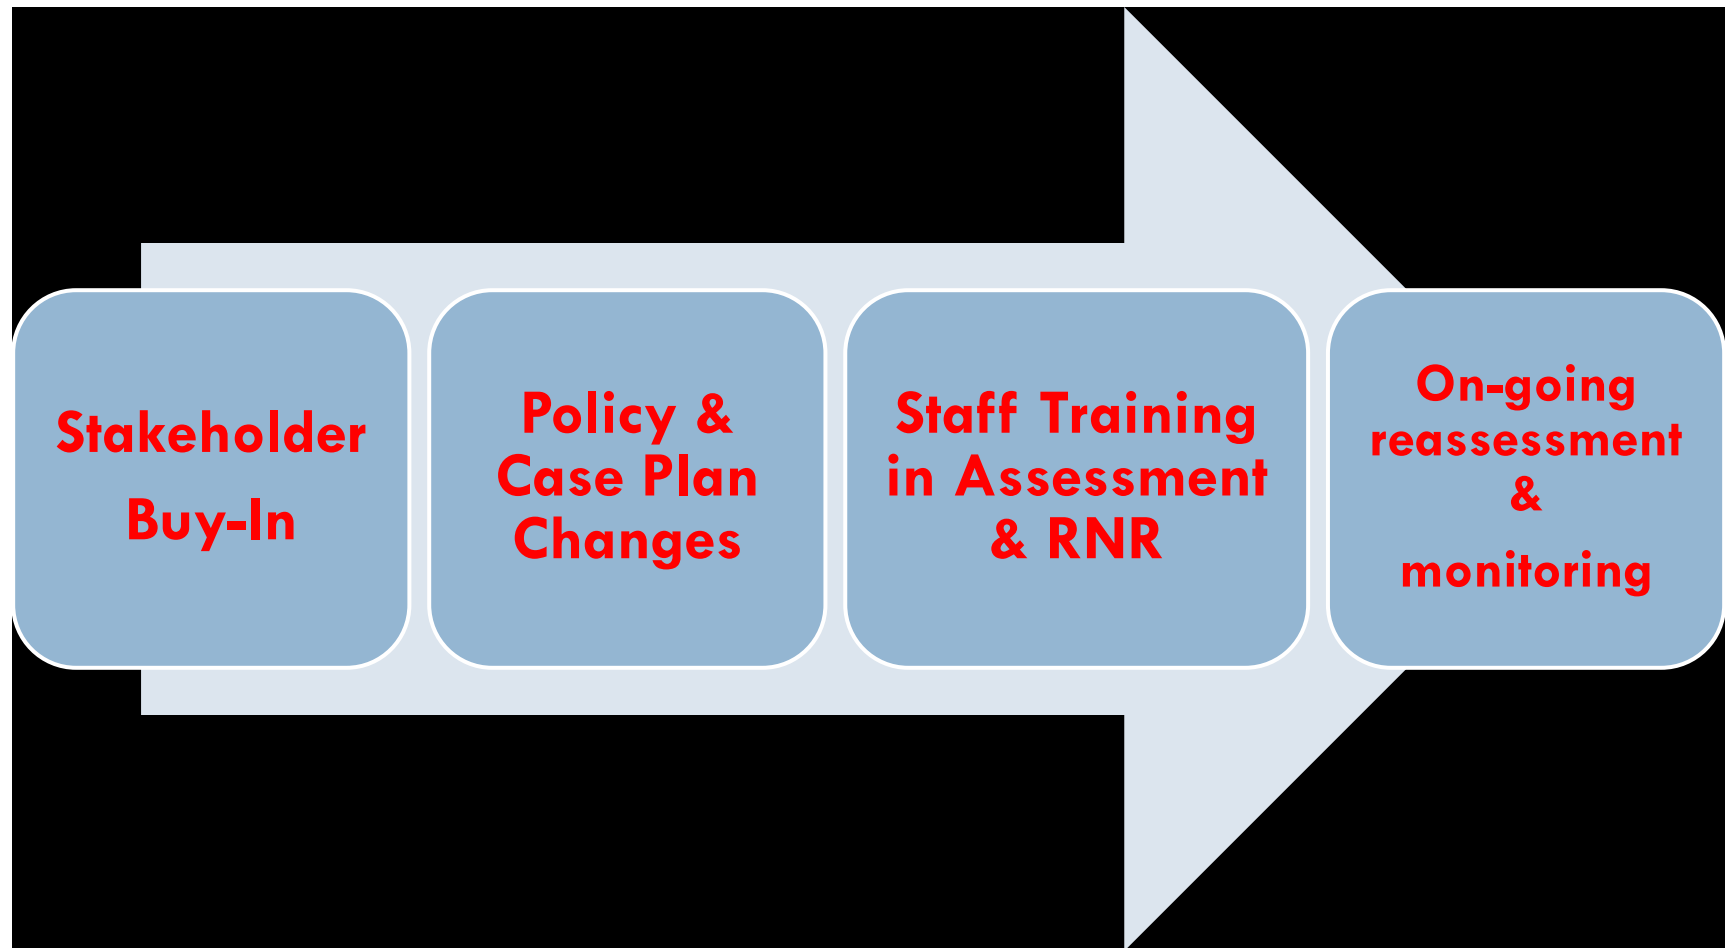 Stakeholder
Buy-In
Policy &
Case Plan
Changes
Staff Training
in Assessment
& RNR
On-going
reassessment
&
monitoring